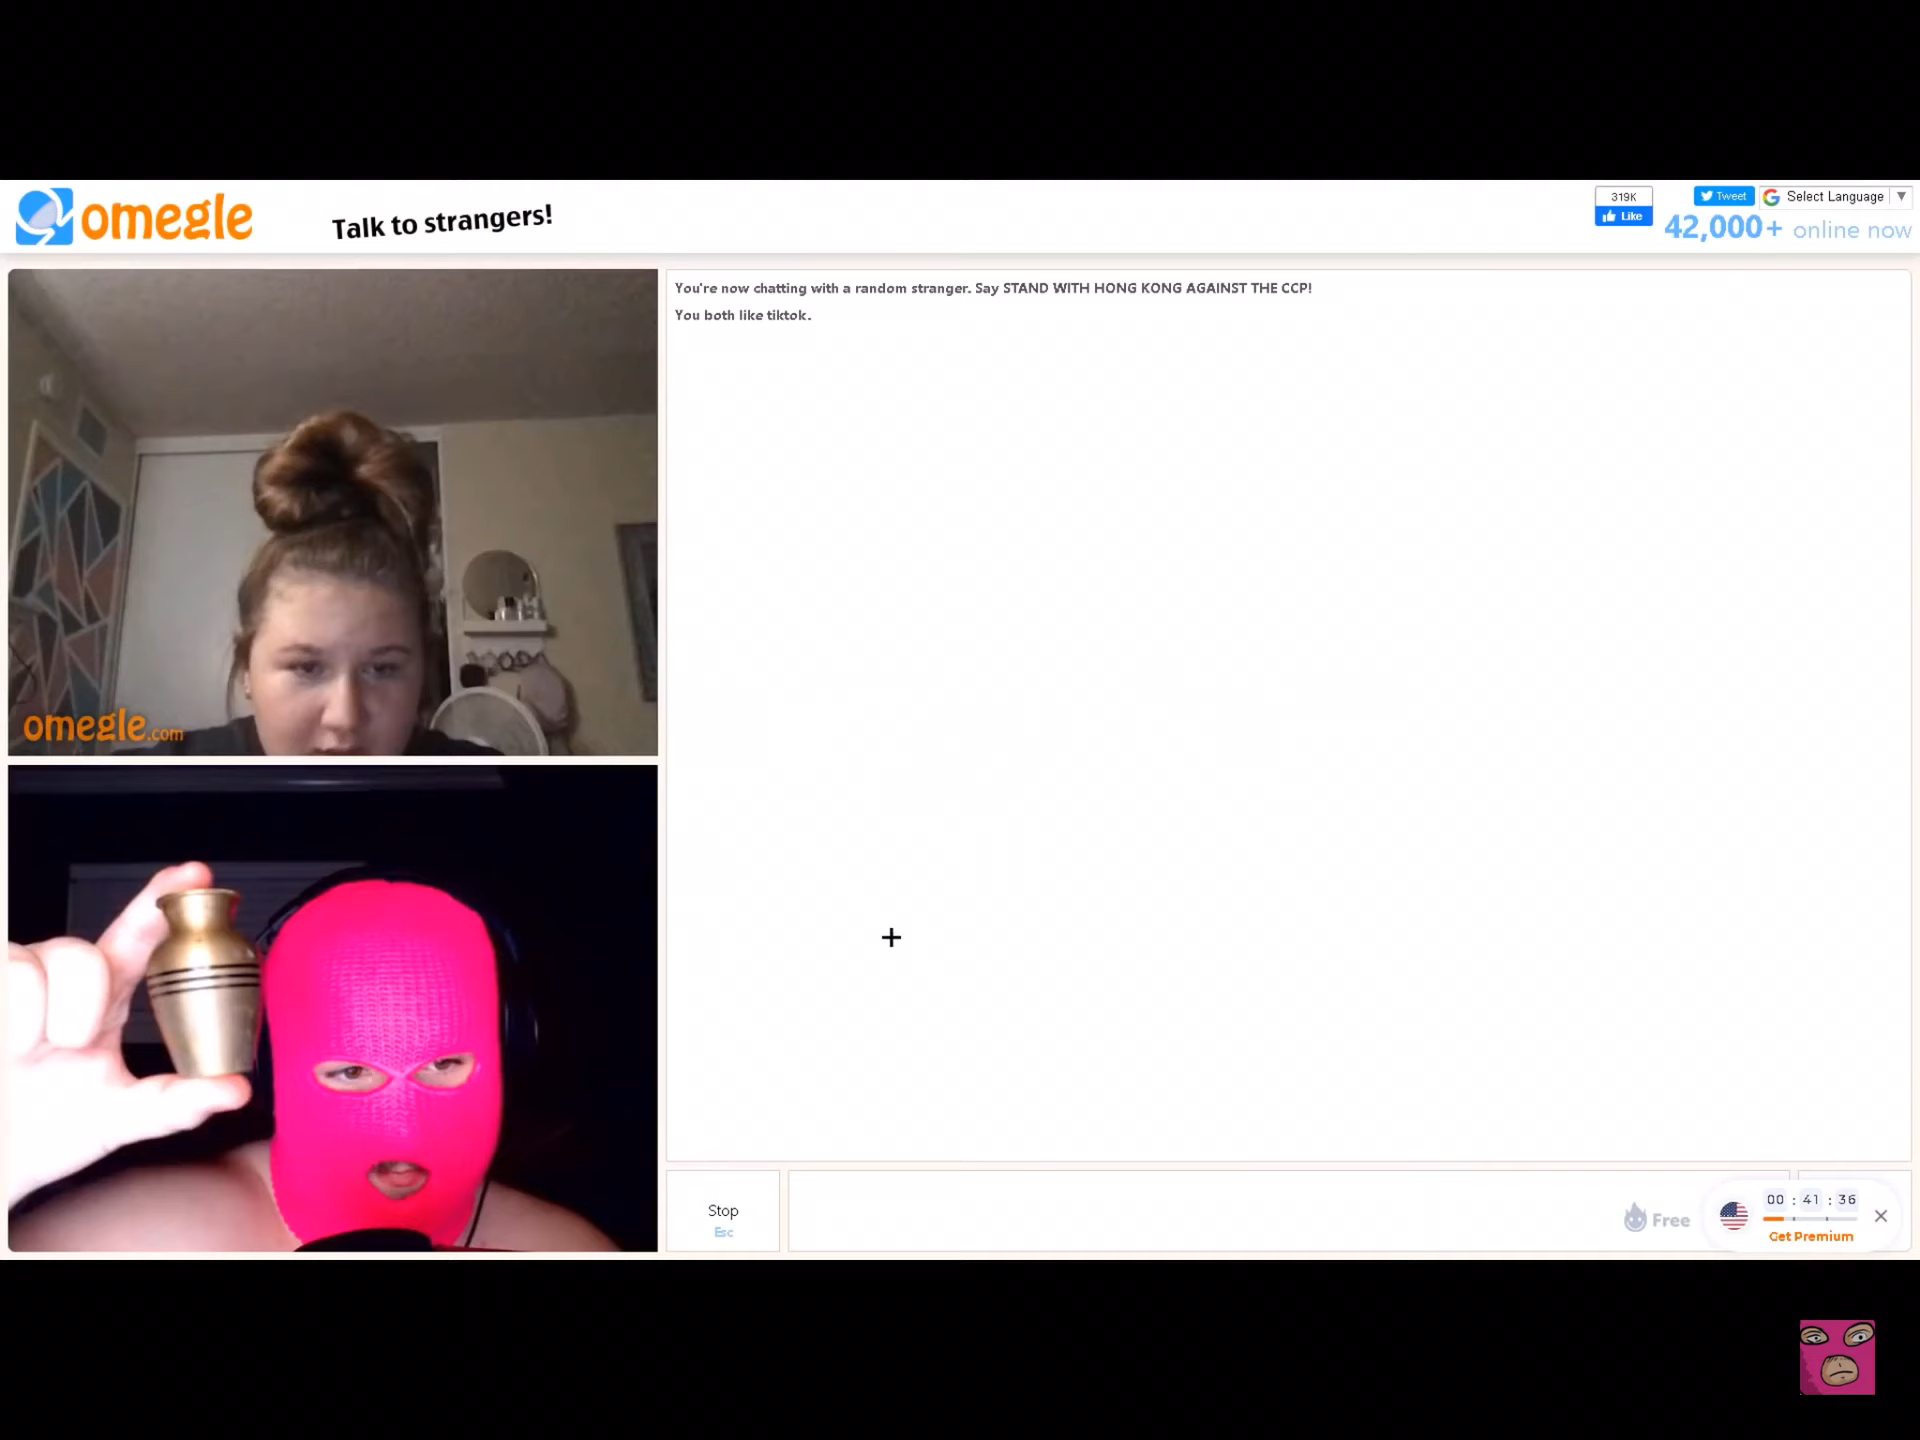 omegle
Talk to strangers!
319K
Like
Tweet
Select Language
42,000+ online now
You're now chatting with a random stranger. Say STAND WITH HONG KONG AGAINST THE CCP!
You both like tiktok.
omegle.com
Stop
Esc
Free
00 : 41 : 36
Get Premium